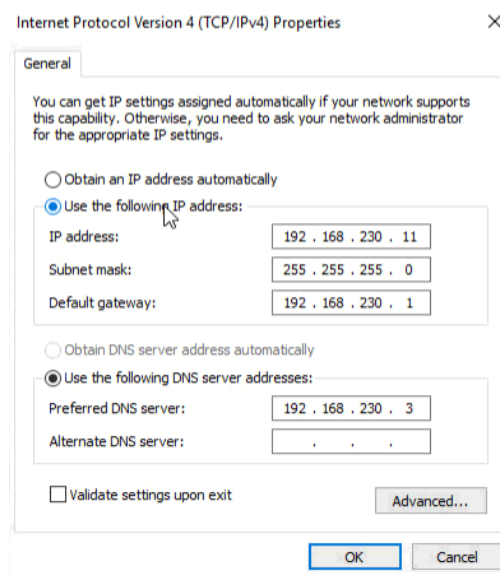 Internet Protocol Version 4 (TCP/IPv4) Properties
General
You can get IP settings assigned automatically if your network supports
this capability. Otherwise, you need to ask your network administrator
for the appropriate IP settings.
Obtain an IP address automatically
Use the following IP address:
IP address: 192 . 168 . 230 . 11
Subnet mask: 255 . 255 . 255 . 0
Default gateway: 192 . 168 . 230 . 1
Obtain DNS server address automatically
Use the following DNS server addresses:
Preferred DNS server: 192 . 168 . 230 . 3
Alternate DNS server: . . .
Validate settings upon exit
Advanced...
OK Cancel